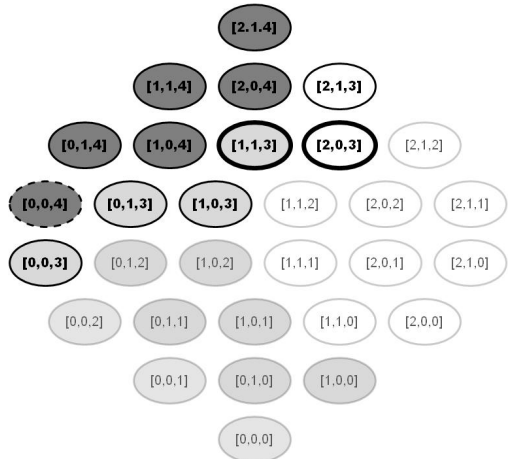 [2.1.4]
[1,1,4] [2,0,4] [2,1,3]
[0,1,4] [1,0,4] [1,1,3] [2,0,3] [2,1,2]
[0,0,4] [0,1,3] [1,0,3] [1,1,2] [2,0,2] [2,1,1]
[0,0,3] [0,1,2] [1,0,2] [1,1,1] [2,0,1] [2,1,0]
[0,0,2] [0,1,1] [1,0,1] [1,1,0] [2,0,0]
[0,0,1] [0,1,0] [1,0,0]
[0,0,0]